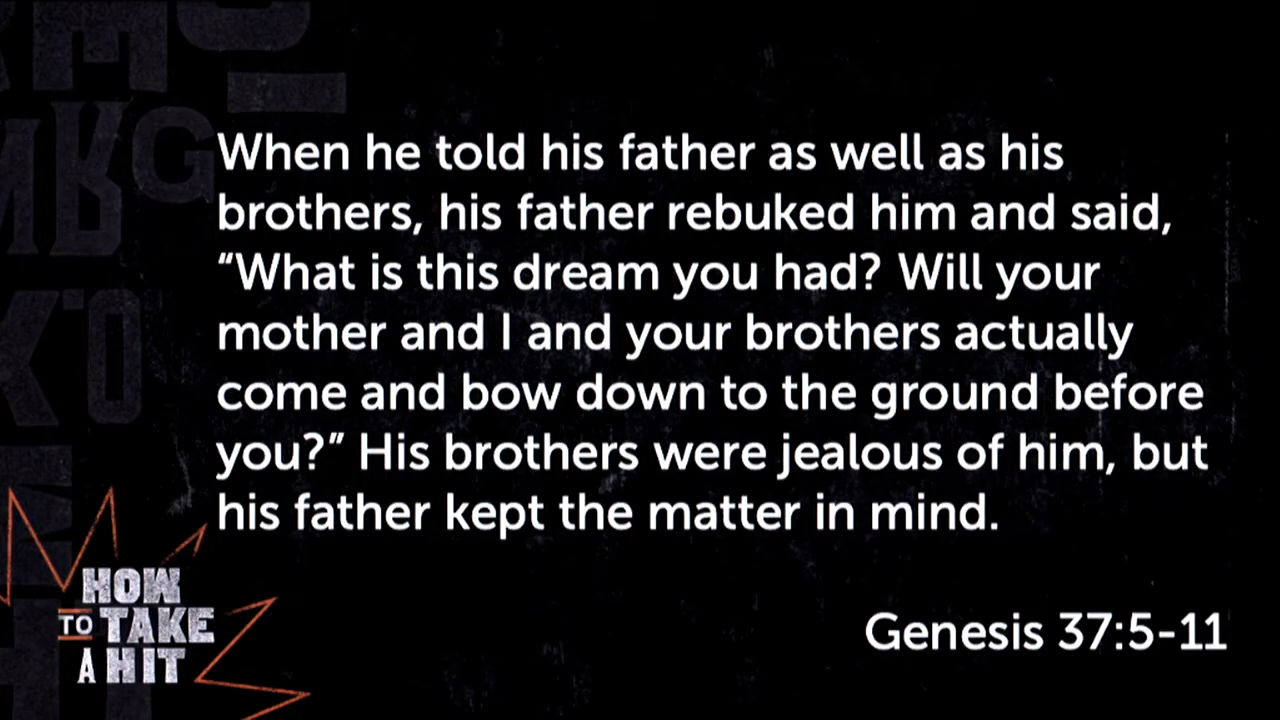 When he told his father as well as his
brothers, his father rebuked him and said,
“What is this dream you had? Will your
mother and I and your brothers actually
come and bow down to the ground before
you?” His brothers were jealous of him, but
his father kept the matter in mind.
Genesis 37:5-11
HOW
TO TAKE
A HIT